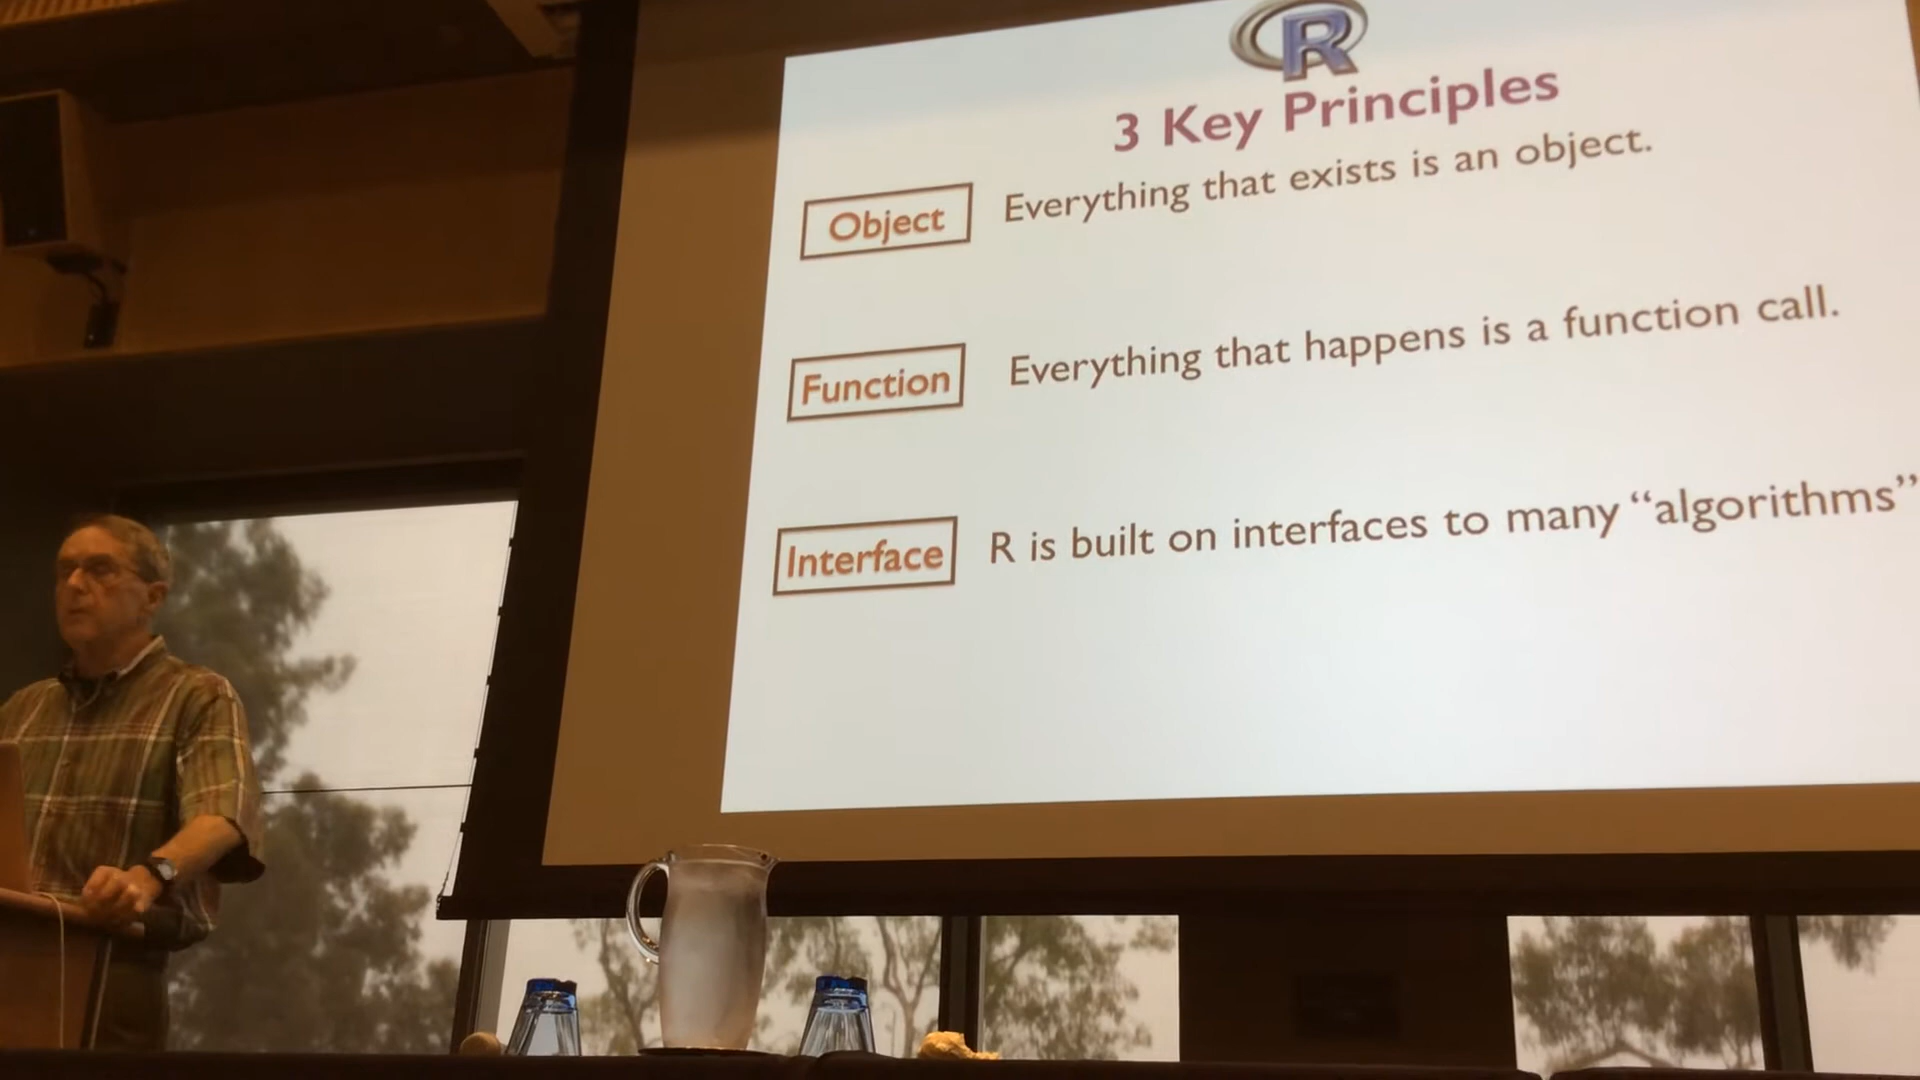 R
3 Key Principles
Object Everything that exists is an object.
Function Everything that happens is a function call.
Interface R is built on interfaces to many “algorithms”